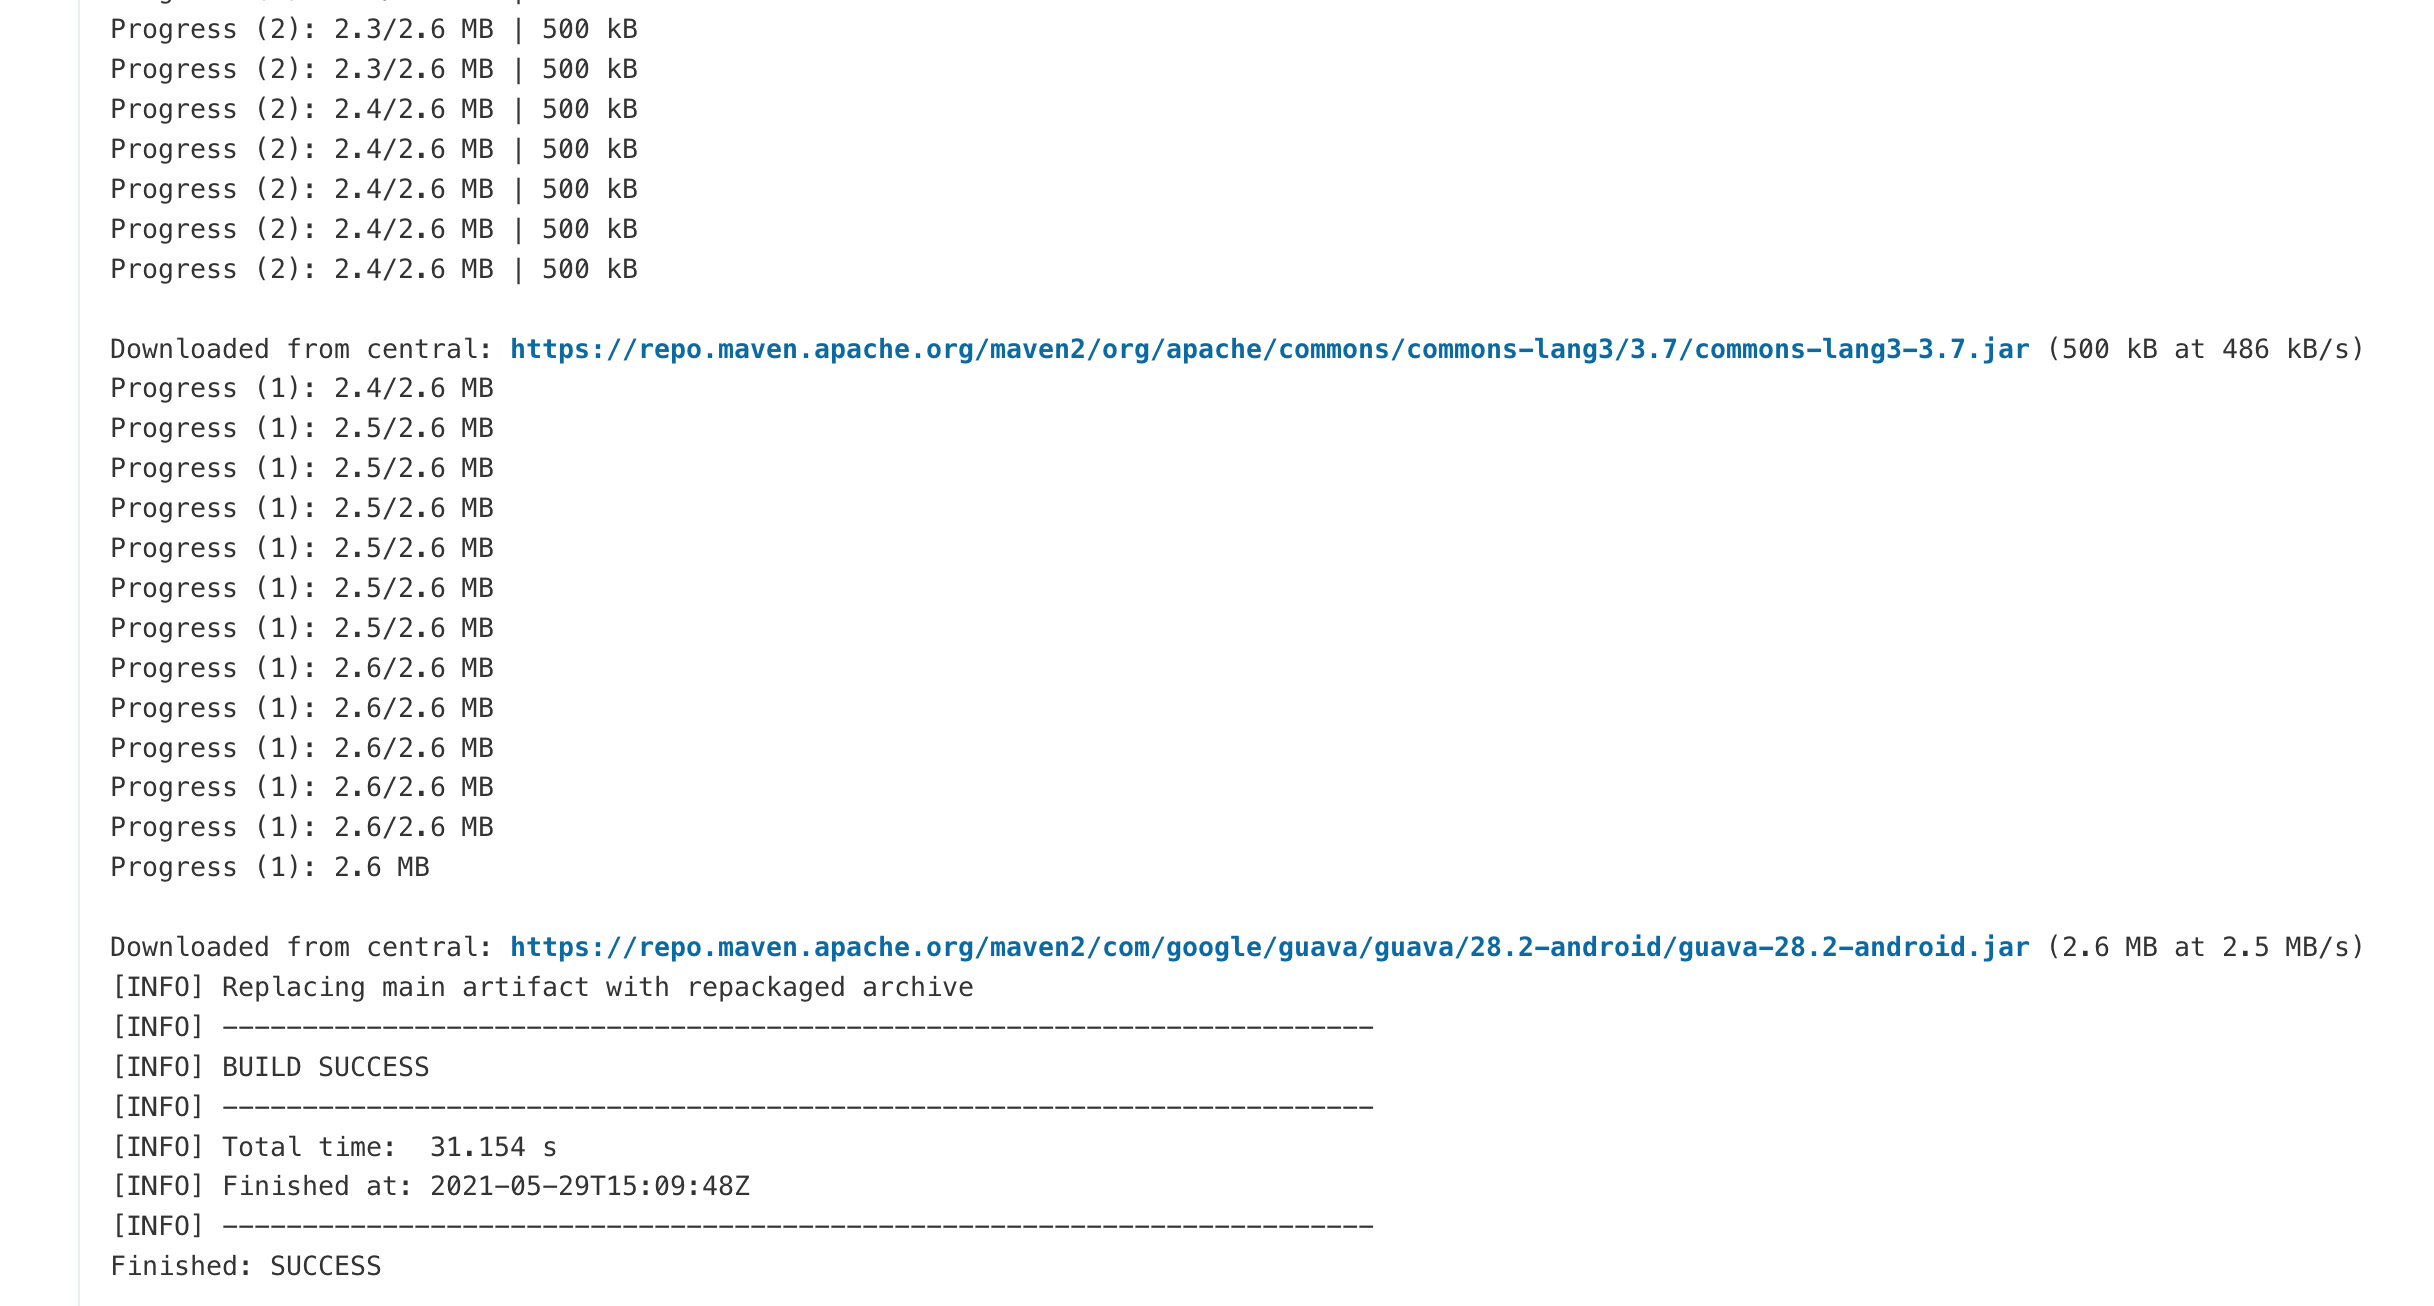 Progress (2): 2.3/2.6 MB | 500 kB
Progress (2): 2.3/2.6 MB | 500 kB
Progress (2): 2.4/2.6 MB | 500 kB
Progress (2): 2.4/2.6 MB | 500 kB
Progress (2): 2.4/2.6 MB | 500 kB
Progress (2): 2.4/2.6 MB | 500 kB
Progress (2): 2.4/2.6 MB | 500 kB
Downloaded from central: https://repo.maven.apache.org/maven2/org/apache/commons/commons-lang3/3.7/commons-lang3-3.7.jar (500 kB at 486 kB/s)
Progress (1): 2.4/2.6 MB
Progress (1): 2.5/2.6 MB
Progress (1): 2.5/2.6 MB
Progress (1): 2.5/2.6 MB
Progress (1): 2.5/2.6 MB
Progress (1): 2.5/2.6 MB
Progress (1): 2.5/2.6 MB
Progress (1): 2.6/2.6 MB
Progress (1): 2.6/2.6 MB
Progress (1): 2.6/2.6 MB
Progress (1): 2.6/2.6 MB
Progress (1): 2.6/2.6 MB
Progress (1): 2.6 MB
Downloaded from central: https://repo.maven.apache.org/maven2/com/google/guava/guava/28.2-android/guava-28.2-android.jar (2.6 MB at 2.5 MB/s)
[INFO] Replacing main artifact with repackaged archive
[INFO] ------------------------------------------------------------------------
[INFO] BUILD SUCCESS
[INFO] ------------------------------------------------------------------------
[INFO] Total time:  31.154 s
[INFO] Finished at: 2021-05-29T15:09:48Z
[INFO] ------------------------------------------------------------------------
Finished: SUCCESS